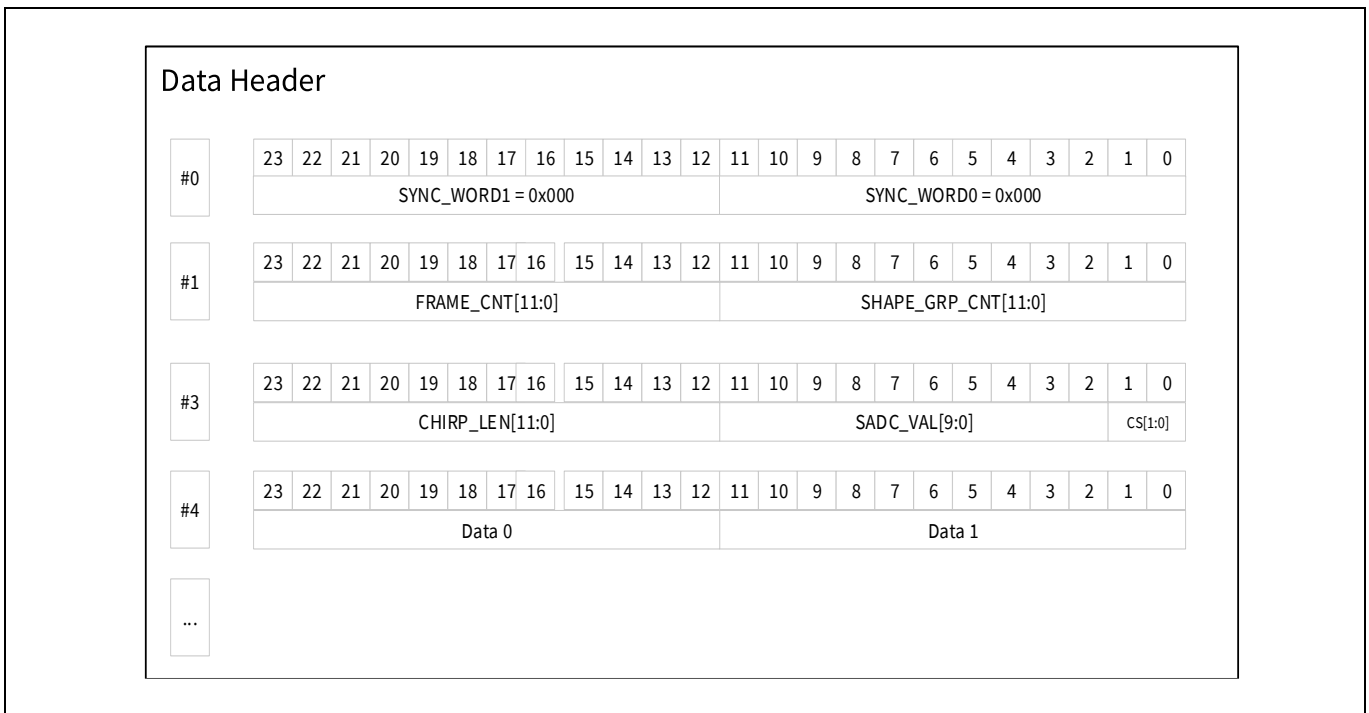 Data Header
#0
23 22 21 20 19 18 17 16 15 14 13 12 11 10 9 8 7 6 5 4 3 2 1 0
SYNC_WORD1 = 0x000 SYNC_WORD0 = 0x000
#1
23 22 21 20 19 18 17 16 15 14 13 12 11 10 9 8 7 6 5 4 3 2 1 0
FRAME_CNT[11:0] SHAPE_GRP_CNT[11:0]
#3
23 22 21 20 19 18 17 16 15 14 13 12 11 10 9 8 7 6 5 4 3 2 1 0
CHIRP_LEN[11:0] SADC_VAL[9:0] CS[1:0]
#4
23 22 21 20 19 18 17 16 15 14 13 12 11 10 9 8 7 6 5 4 3 2 1 0
Data 0 Data 1
...